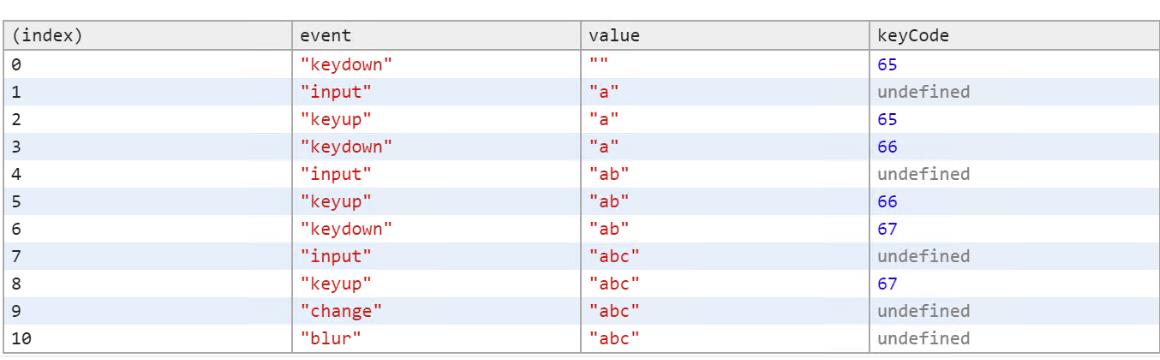 (index) event value keyCode
0 "keydown" "" 65
1 "input" "a" undefined
2 "keyup" "a" 65
3 "keydown" "a" 66
4 "input" "ab" undefined
5 "keyup" "ab" 66
6 "keydown" "ab" 67
7 "input" "abc" undefined
8 "keyup" "abc" 67
9 "change" "abc" undefined
10 "blur" "abc" undefined